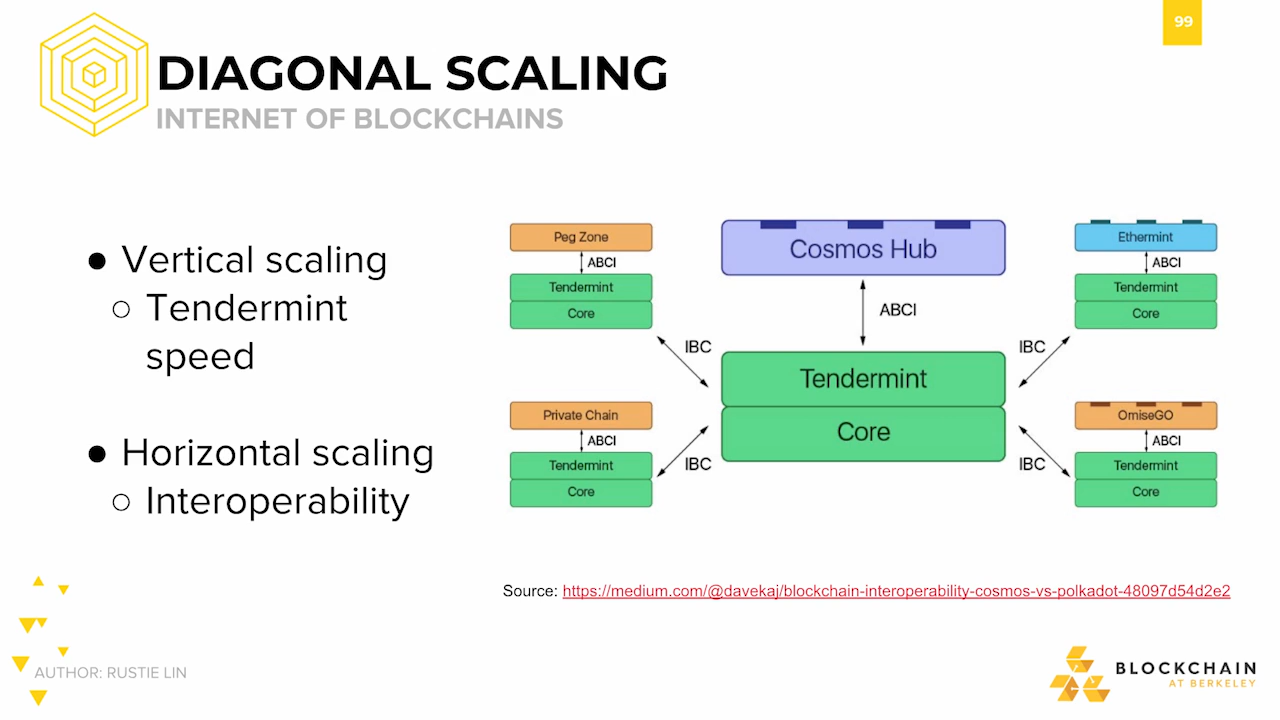 99
DIAGONAL SCALING
INTERNET OF BLOCKCHAINS
● Vertical scaling
○ Tendermint
speed
● Horizontal scaling
○ Interoperability
Peg Zone
ABCI
Tendermint
Core
IBC
Private Chain
ABCI
Tendermint
Core
IBC
Cosmos Hub
ABCI
Tendermint
Core
Ethermint
ABCI
Tendermint
Core
IBC
OmiseGO
ABCI
Tendermint
Core
IBC
Source: https://medium.com/@davekaj/blockchain-interoperability-cosmos-vs-polkadot-48097d54d2e2
AUTHOR: RUSTIE LIN
BLOCKCHAIN
AT BERKELEY